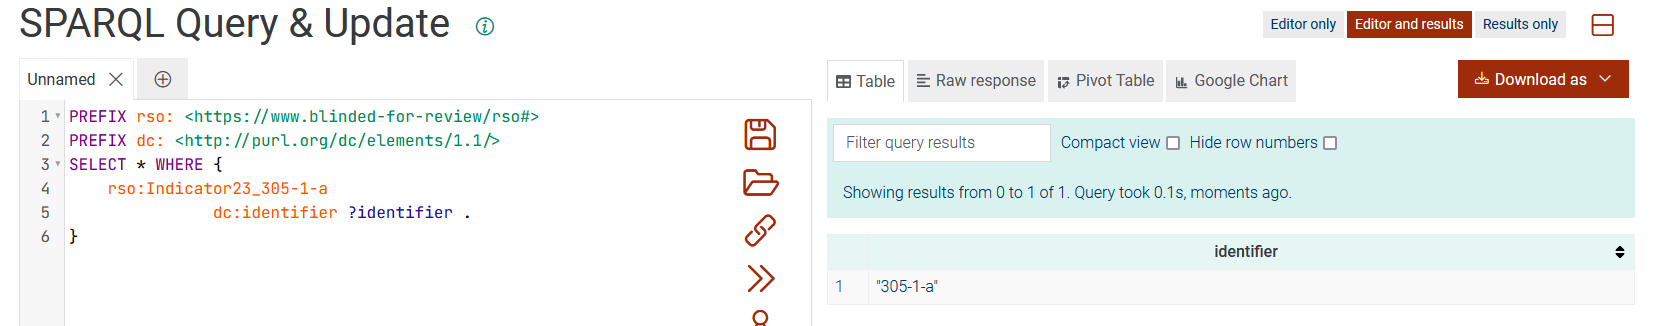 SPARQL Query & Update
Editor only
Editor and results
Results only
Unnamed
Table
Raw response
Pivot Table
Google Chart
Download as
1 PREFIX rso: <https://www.blinded-for-review/rso#>
2 PREFIX dc: <http://purl.org/dc/elements/1.1/>
3 SELECT * WHERE {
4 rso:Indicator23_305-1-a
5 dc:identifier ?identifier .
6 }
Filter query results
Compact view
Hide row numbers
Showing results from 0 to 1 of 1. Query took 0.1s, moments ago.
identifier
1 "305-1-a"